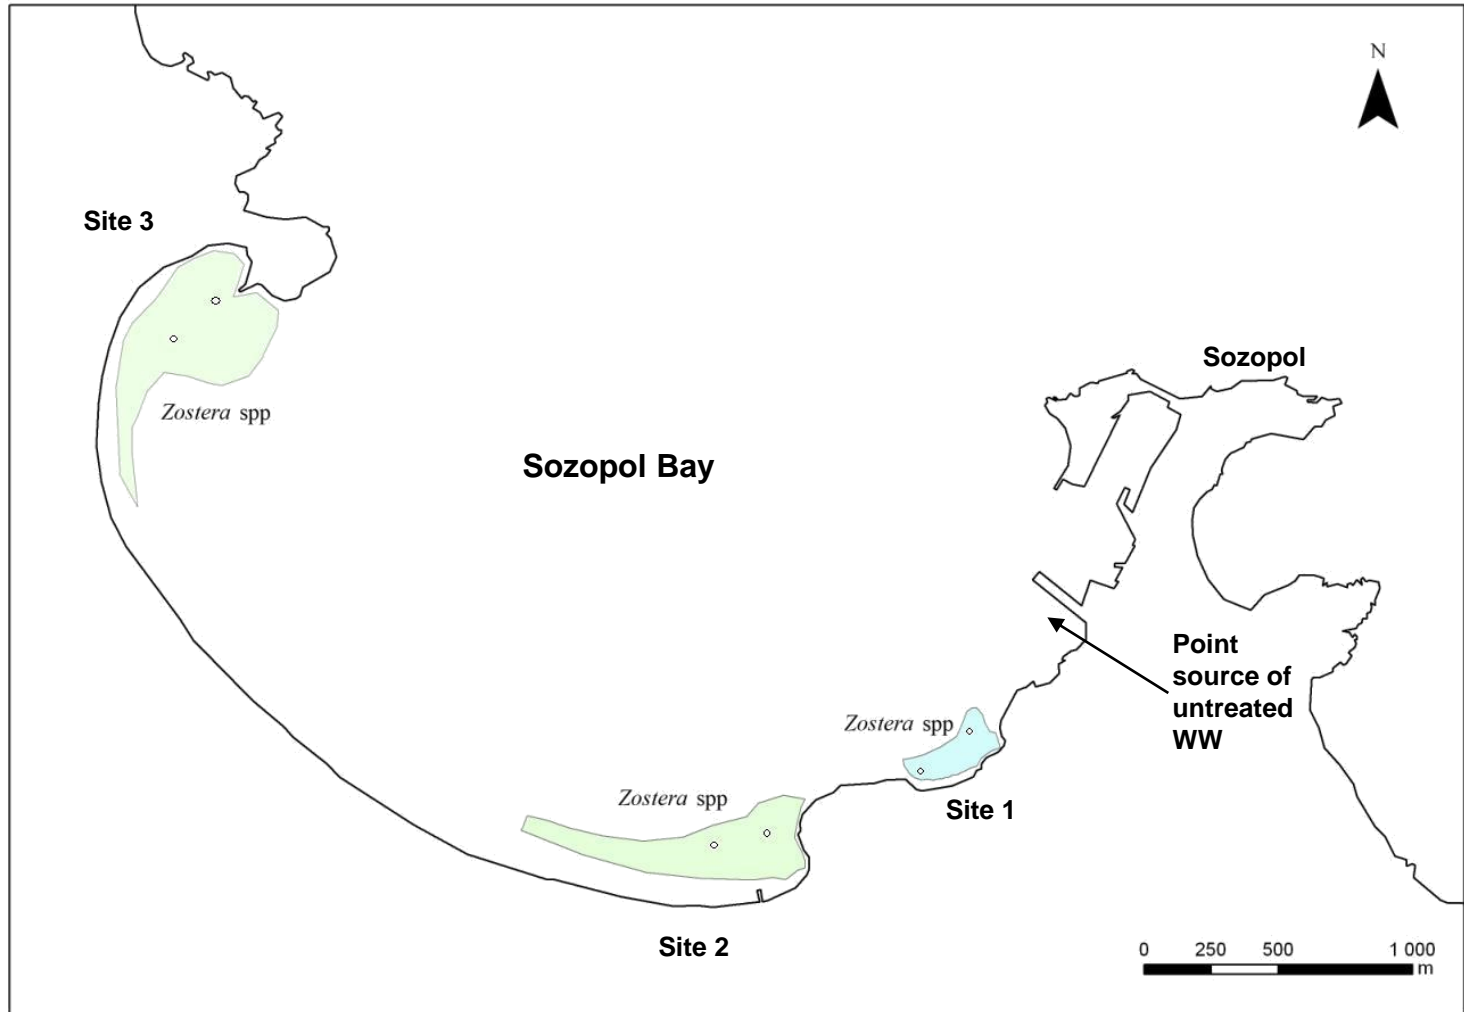 N
Site 3
Sozopol
Zostera spp
Sozopol Bay
Point
source of
untreated
WW
Zostera spp
Zostera spp
Site 1
Site 2
0 250 500 1 000
m